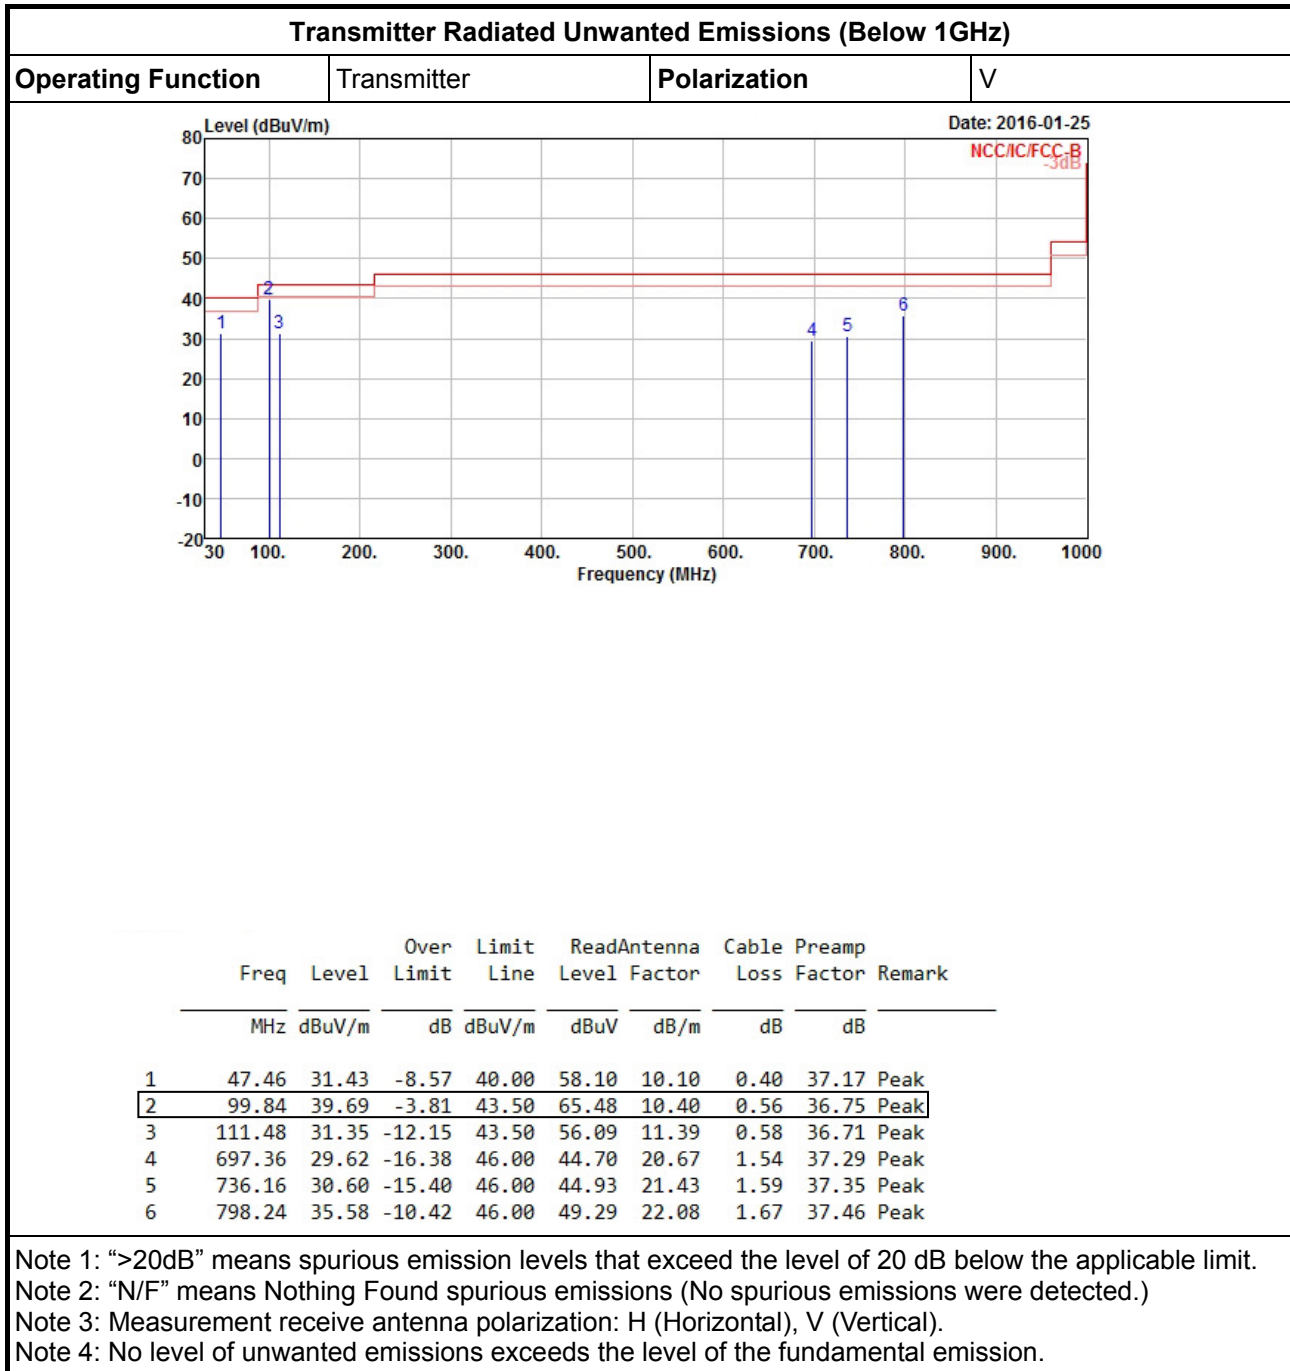 Transmitter Radiated Unwanted Emissions (Below 1GHz)
Operating Function Transmitter Polarization V
Level (dBuV/m) Date: 2016-01-25
80
NCC/IC/FCC-B
-3dB
70
60
50
40
30
20
10
0
-10
-20
1
2
3
4
5
6
30 100. 200. 300. 400. 500. 600. 700. 800. 900. 1000
Frequency (MHz)
Over Limit ReadAntenna Cable Preamp
Freq Level Limit Line Level Factor Loss Factor Remark
MHz dBuV/m dB dBuV/m dBuV dB/m dB dB
1 47.46 31.43 -8.57 40.00 58.10 10.10 0.40 37.17 Peak
2 99.84 39.69 -3.81 43.50 65.48 10.40 0.56 36.75 Peak
3 111.48 31.35 -12.15 43.50 56.09 11.39 0.58 36.71 Peak
4 697.36 29.62 -16.38 46.00 44.70 20.67 1.54 37.29 Peak
5 736.16 30.60 -15.40 46.00 44.93 21.43 1.59 37.35 Peak
6 798.24 35.58 -10.42 46.00 49.29 22.08 1.67 37.46 Peak
Note 1: “>20dB” means spurious emission levels that exceed the level of 20 dB below the applicable limit.
Note 2: “N/F” means Nothing Found spurious emissions (No spurious emissions were detected.)
Note 3: Measurement receive antenna polarization: H (Horizontal), V (Vertical).
Note 4: No level of unwanted emissions exceeds the level of the fundamental emission.